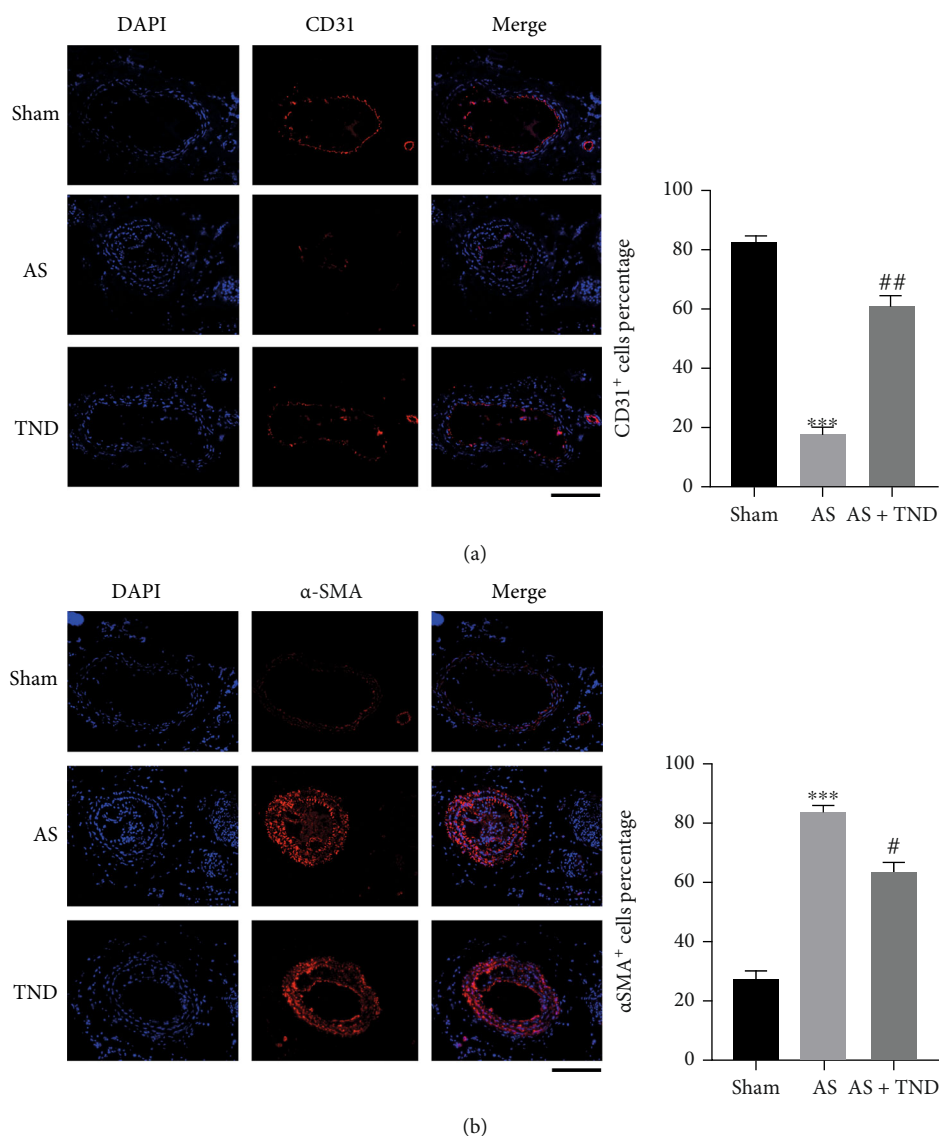 DAPI CD31 Merge
Sham
AS
TND
CD31⁺ cells percentage
100
80
60
40
20
0
***
##
Sham AS AS + TND
(a)
DAPI α-SMA Merge
Sham
AS
TND
αSMA⁺ cells percentage
100
80
60
40
20
0
***
#
Sham AS AS + TND
(b)